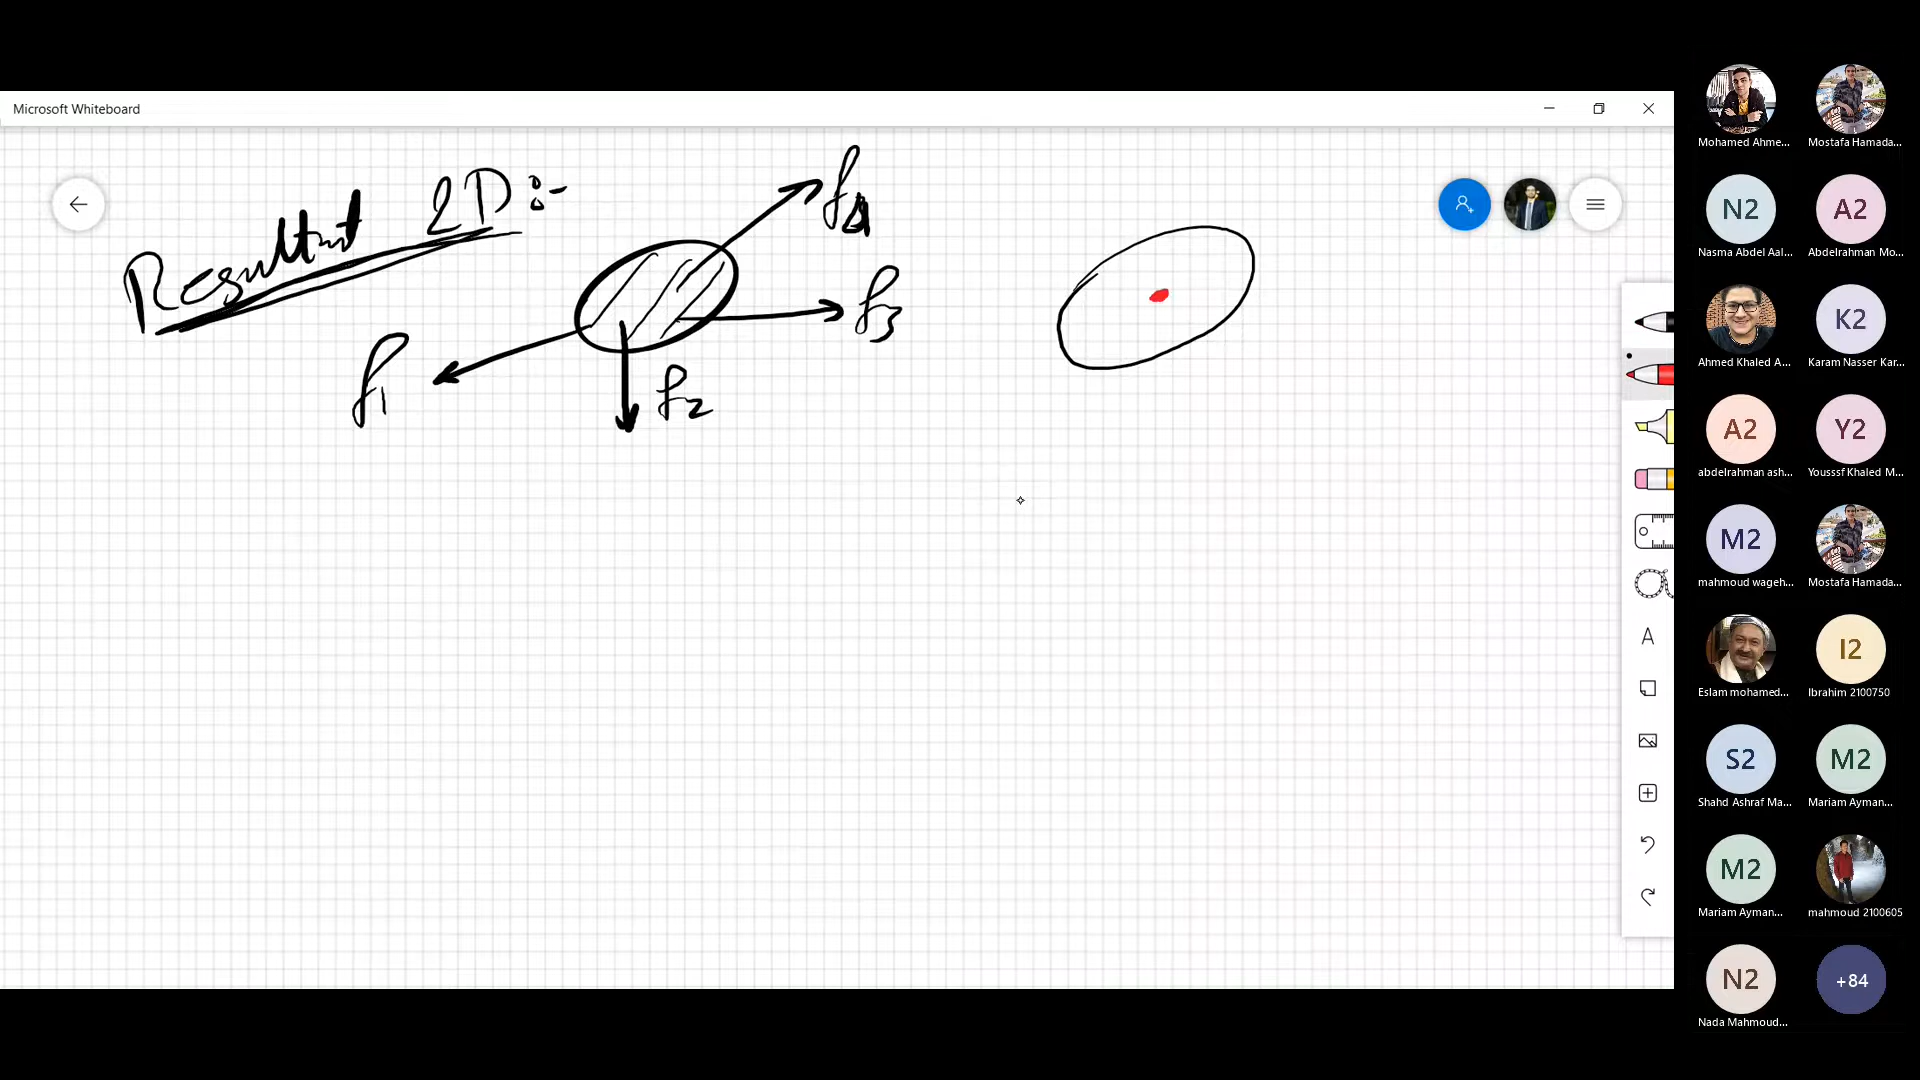 Microsoft Whiteboard
Resultant 2D:-
f4
f3
f1
f2
A
Mohamed Ahme...
Mostafa Hamada...
N2
A2
Nasma Abdel Aal...
Abdelrahman Mo...
K2
Ahmed Khaled A...
Karam Nasser Kar...
A2
Y2
abdelrahman ash...
Yousssf Khaled M...
M2
mahmoud wageh...
Mostafa Hamada...
I2
Eslam mohamed...
Ibrahim 2100750
S2
M2
Shahd Ashraf Ma...
Mariam Ayman...
M2
Mariam Ayman...
mahmoud 2100605
N2
+84
Nada Mahmoud...